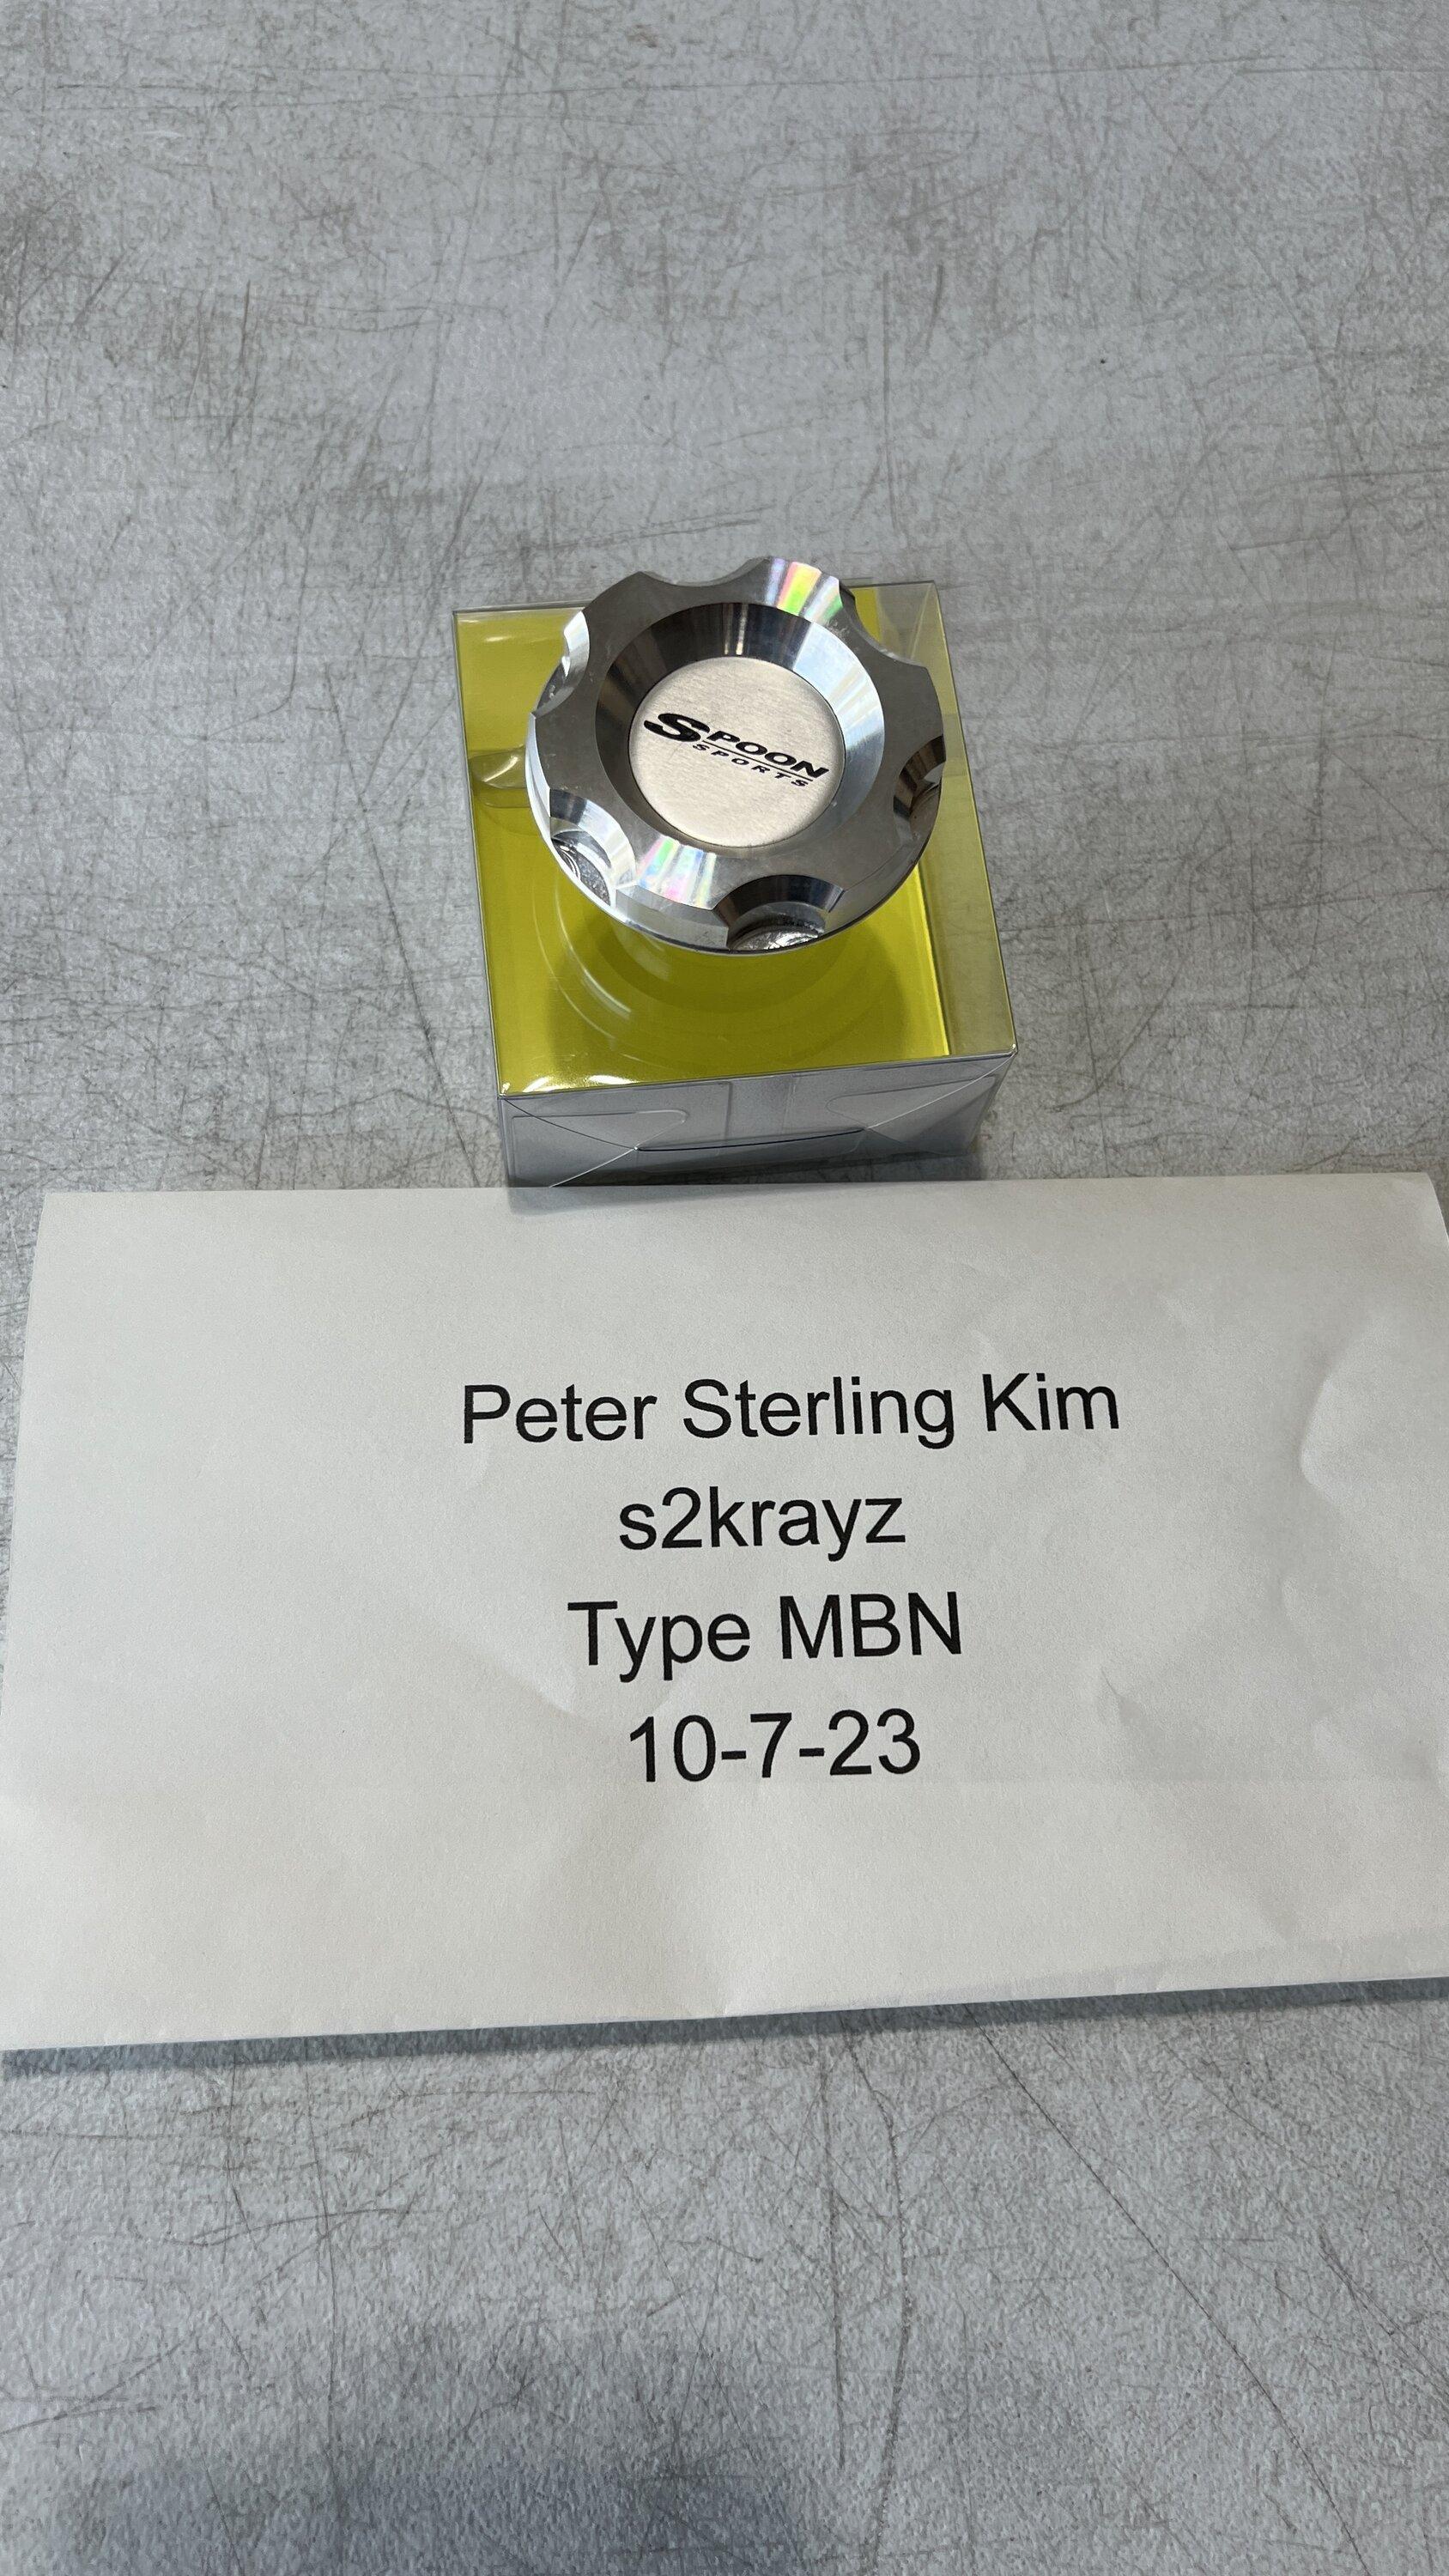 SPOON
SPORTS
Peter Sterling Kim
s2krayz
Type MBN
10-7-23